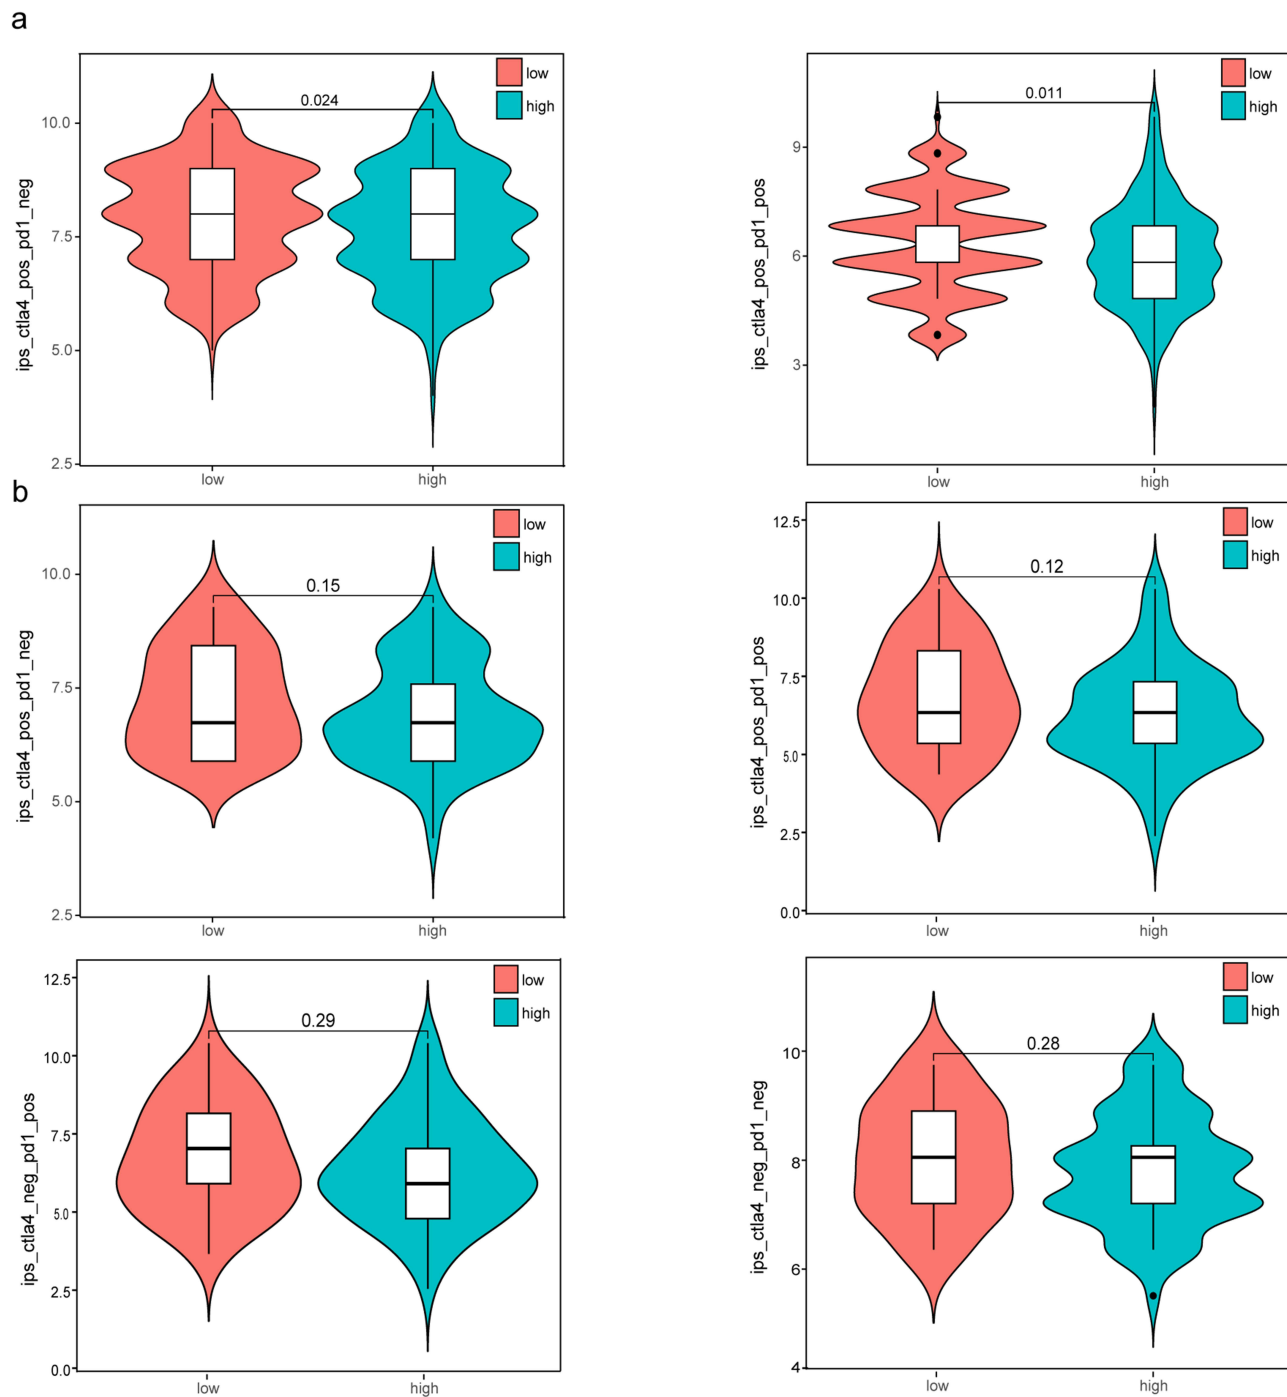 a
low
high
0.024
10.0
7.5
5.0
2.5
ips_ctla4_pos_pd1_neg
low
high
low
high
0.011
9
6
3
ips_ctla4_pos_pd1_pos
low
high
b
low
high
0.15
10.0
7.5
5.0
2.5
ips_ctla4_pos_pd1_neg
low
high
low
high
0.12
12.5
10.0
7.5
5.0
2.5
0.0
ips_ctla4_pos_pd1_pos
low
high
low
high
0.29
12.5
10.0
7.5
5.0
2.5
0.0
ips_ctla4_neg_pd1_pos
low
high
low
high
0.28
10
8
6
4
ips_ctla4_neg_pd1_neg
low
high